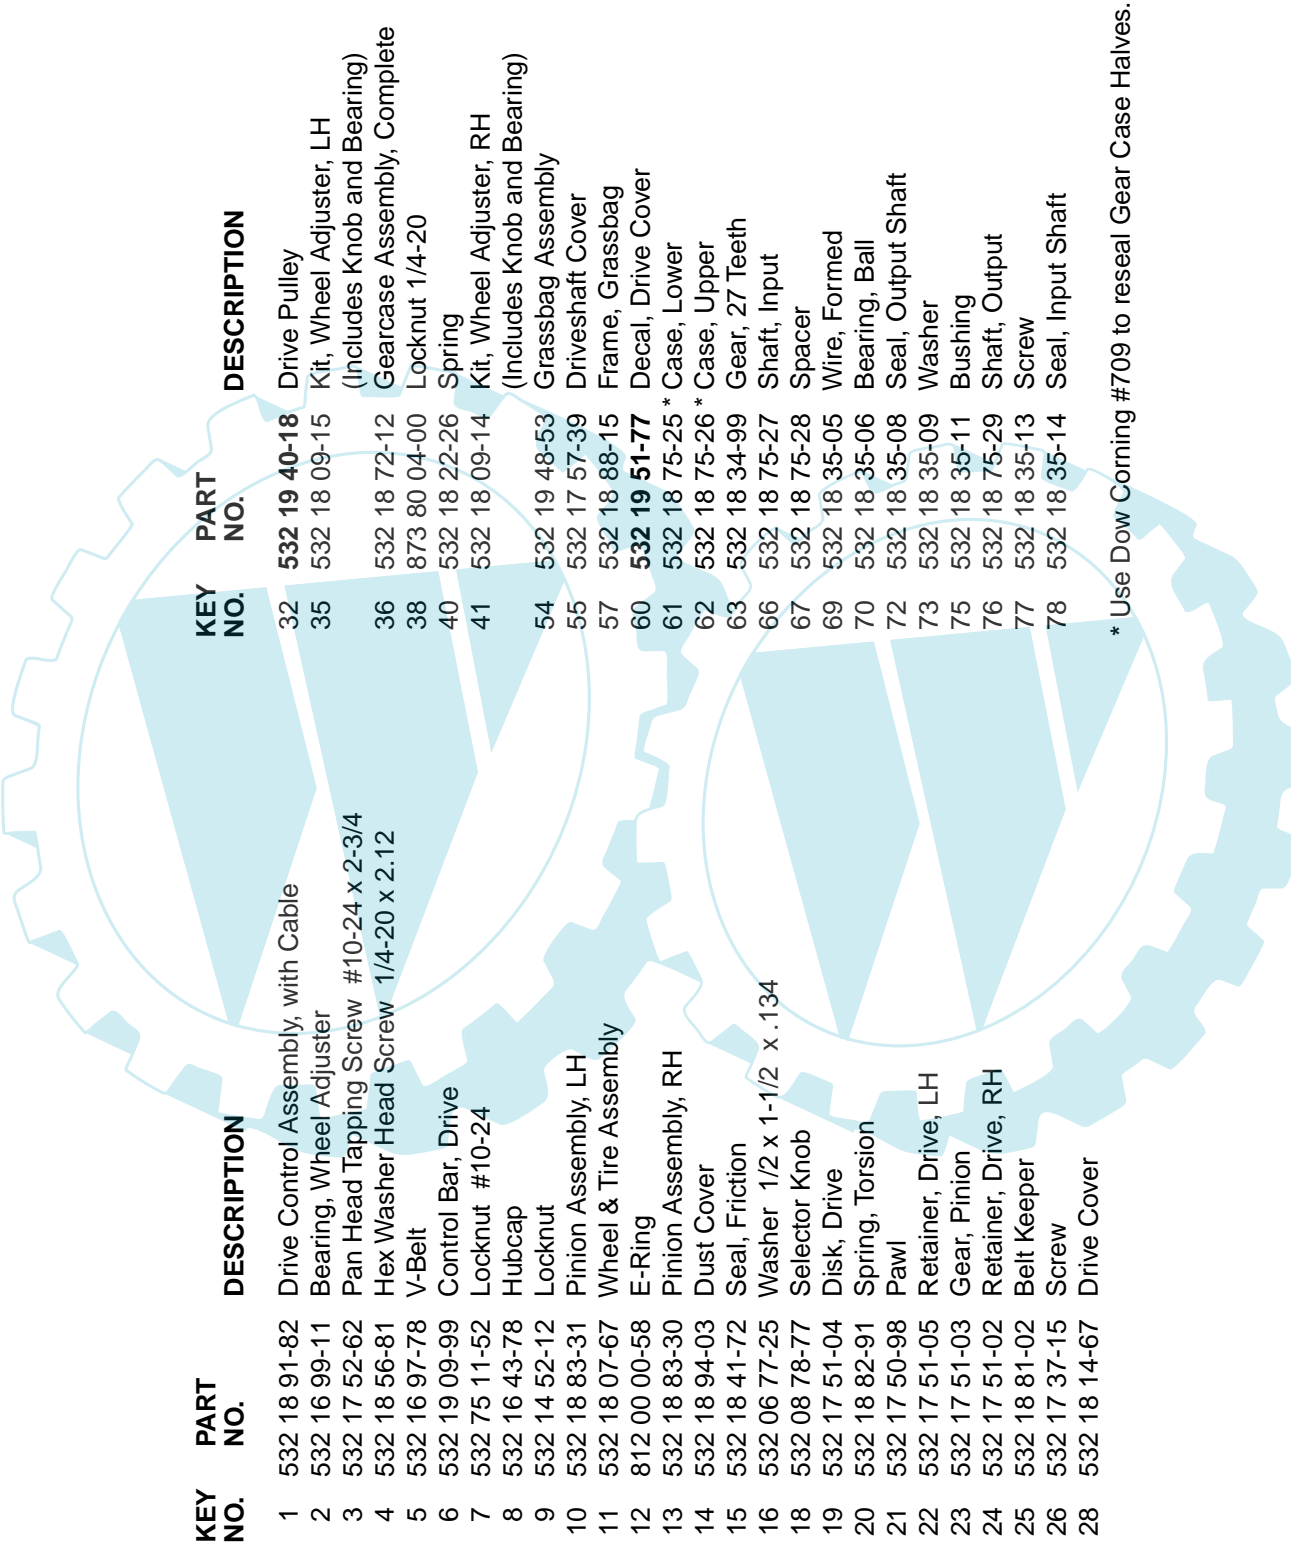 KEY PART
NO. NO. DESCRIPTION
1 532 18 91-82 Drive Control Assembly, with Cable
2 532 16 99-11 Bearing, Wheel Adjuster
3 532 17 52-62 Pan Head Tapping Screw #10-24 x 2-3/4
4 532 18 56-81 Hex Washer Head Screw 1/4-20 x 2.12
5 532 16 97-78 V-Belt
6 532 19 09-99 Control Bar, Drive
7 532 75 11-52 Locknut #10-24
8 532 16 43-78 Hubcap
9 532 14 52-12 Locknut
10 532 18 83-31 Pinion Assembly, LH
11 532 18 07-67 Wheel & Tire Assembly
12 812 00 00-58 E-Ring
13 532 18 83-30 Pinion Assembly, RH
14 532 18 94-03 Dust Cover
15 532 18 41-72 Seal, Friction
16 532 06 77-25 Washer 1/2 x 1-1/2 x .134
18 532 08 78-77 Selector Knob
19 532 17 51-04 Disk, Drive
20 532 18 82-91 Spring, Torsion
21 532 17 50-98 Pawl
22 532 17 51-05 Retainer, Drive, LH
23 532 17 51-03 Gear, Pinion
24 532 17 51-02 Retainer, Drive, RH
25 532 18 81-02 Belt Keeper
26 532 17 37-15 Screw
28 532 18 14-67 Drive Cover
KEY PART
NO. NO. DESCRIPTION
32 532 19 40-18 Drive Pulley
35 532 18 09-15 Kit, Wheel Adjuster, LH
(Includes Knob and Bearing)
36 532 18 72-12 Gearcase Assembly, Complete
38 873 80 04-00 Locknut 1/4-20
40 532 18 22-26 Spring
41 532 18 09-14 Kit, Wheel Adjuster, RH
(Includes Knob and Bearing)
54 532 19 48-53 Grassbag Assembly
55 532 17 57-39 Driveshaft Cover
57 532 18 88-15 Frame, Grassbag
60 532 19 51-77 Decal, Drive Cover
61 532 18 75-25 * Case, Lower
62 532 18 75-26 * Case, Upper
63 532 18 34-99 Gear, 27 Teeth
66 532 18 75-27 Shaft, Input
67 532 18 75-28 Spacer
69 532 18 35-05 Wire, Formed
70 532 18 35-06 Bearing, Ball
72 532 18 35-08 Seal, Output Shaft
73 532 18 35-09 Washer
75 532 18 35-11 Bushing
76 532 18 75-29 Shaft, Output
77 532 18 35-13 Screw
78 532 18 35-14 Seal, Input Shaft
* Use Dow Corning #709 to reseal Gear Case Halves.